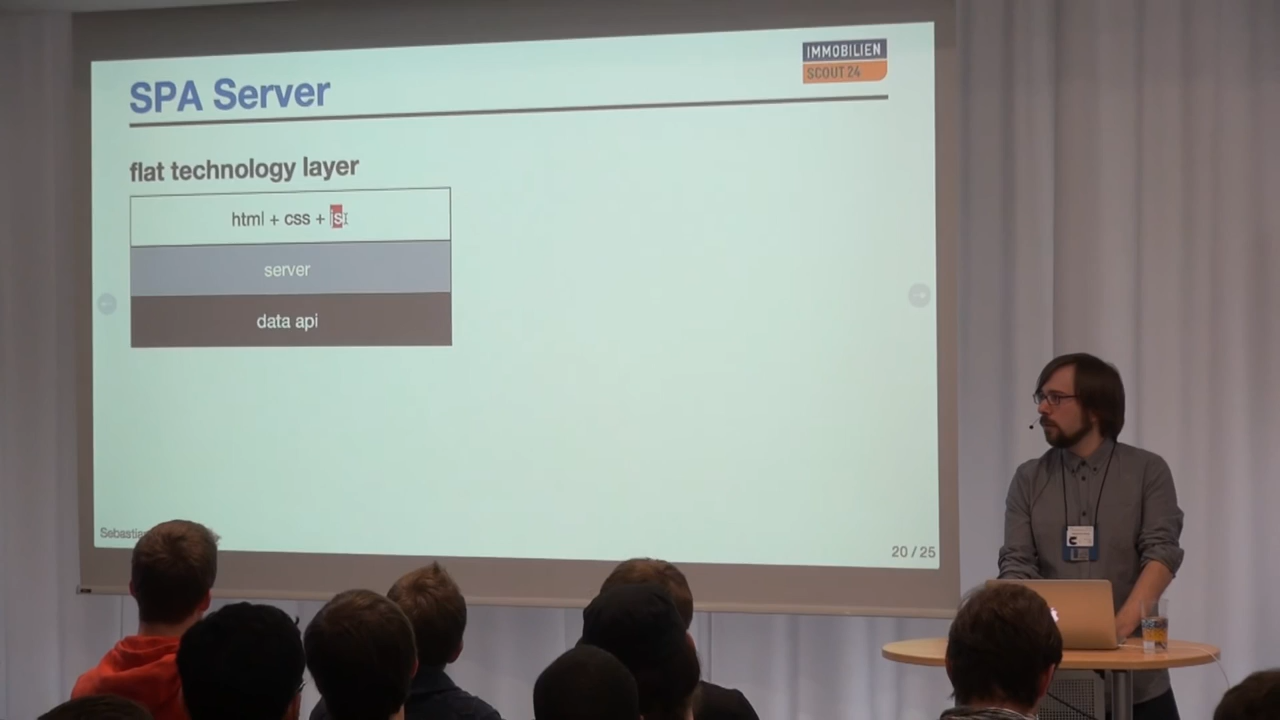 SPA Server
IMMOBILIEN
SCOUT 24
flat technology layer
html + css + js
server
data api
20 / 25